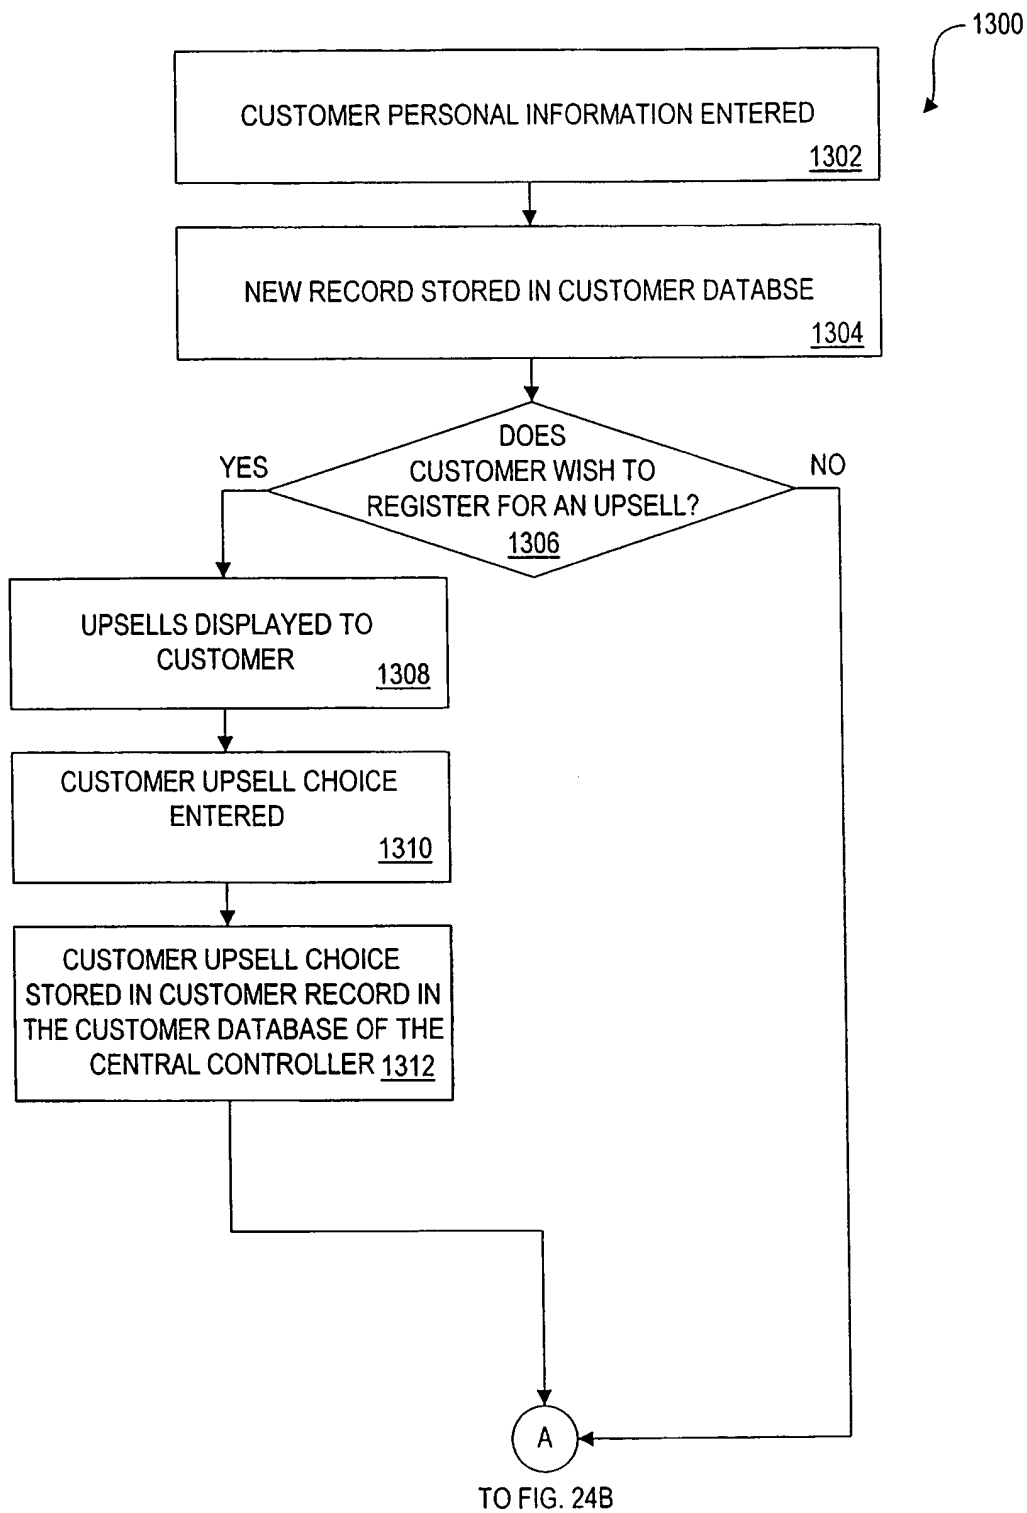 1300
CUSTOMER PERSONAL INFORMATION ENTERED
1302
NEW RECORD STORED IN CUSTOMER DATABSE
1304
DOES
CUSTOMER WISH TO
REGISTER FOR AN UPSELL?
1306
YES
NO
UPSELLS DISPLAYED TO
CUSTOMER
1308
CUSTOMER UPSELL CHOICE
ENTERED
1310
CUSTOMER UPSELL CHOICE
STORED IN CUSTOMER RECORD IN
THE CUSTOMER DATABASE OF THE
CENTRAL CONTROLLER 1312
A
TO FIG. 24B